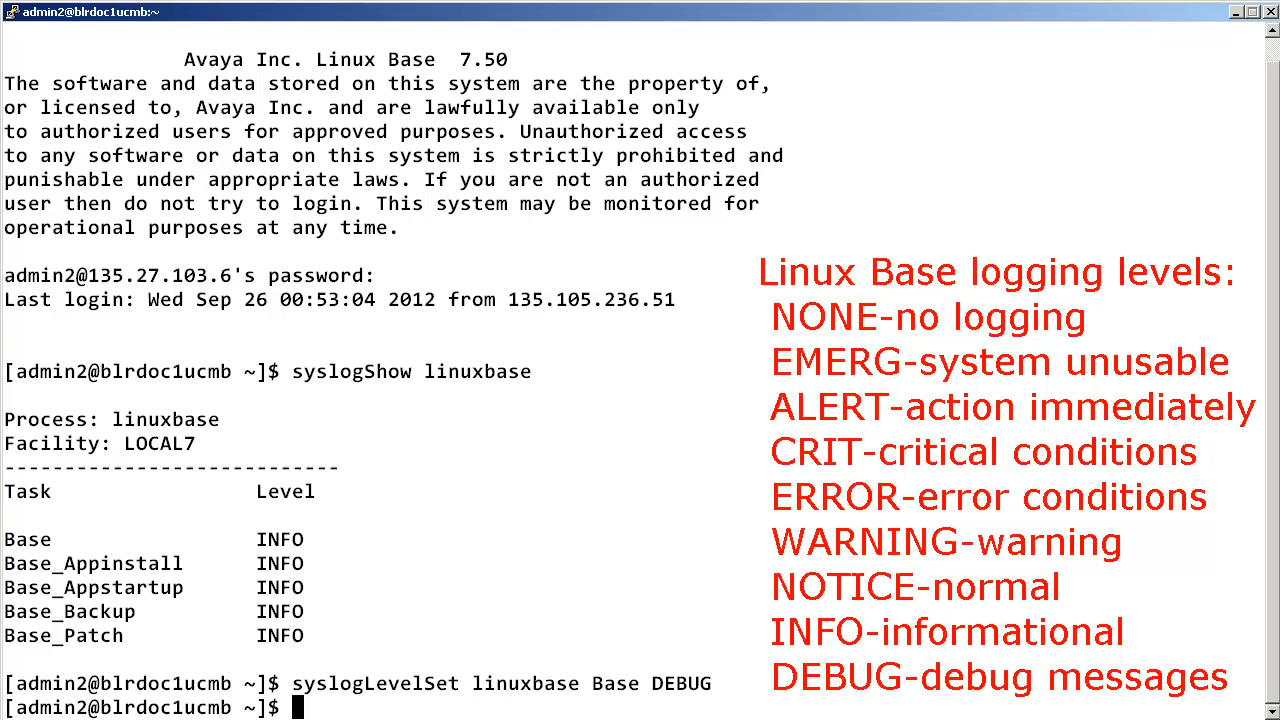 admin2@blrdoc1ucmb:~
Avaya Inc. Linux Base 7.50
The software and data stored on this system are the property of,
or licensed to, Avaya Inc. and are lawfully available only
to authorized users for approved purposes. Unauthorized access
to any software or data on this system is strictly prohibited and
punishable under appropriate laws. If you are not an authorized
user then do not try to login. This system may be monitored for
operational purposes at any time.
admin2@135.27.103.6's password:
Last login: Wed Sep 26 00:53:04 2012 from 135.105.236.51
[admin2@blrdoc1ucmb ~]$ syslogShow linuxbase
Process: linuxbase
Facility: LOCAL7
----------------------------
Task Level
Base INFO
Base_Appinstall INFO
Base_Appstartup INFO
Base_Backup INFO
Base_Patch INFO
[admin2@blrdoc1ucmb ~]$ syslogLevelSet linuxbase Base DEBUG
[admin2@blrdoc1ucmb ~]$
Linux Base logging levels:
NONE-no logging
EMERG-system unusable
ALERT-action immediately
CRIT-critical conditions
ERROR-error conditions
WARNING-warning
NOTICE-normal
INFO-informational
DEBUG-debug messages